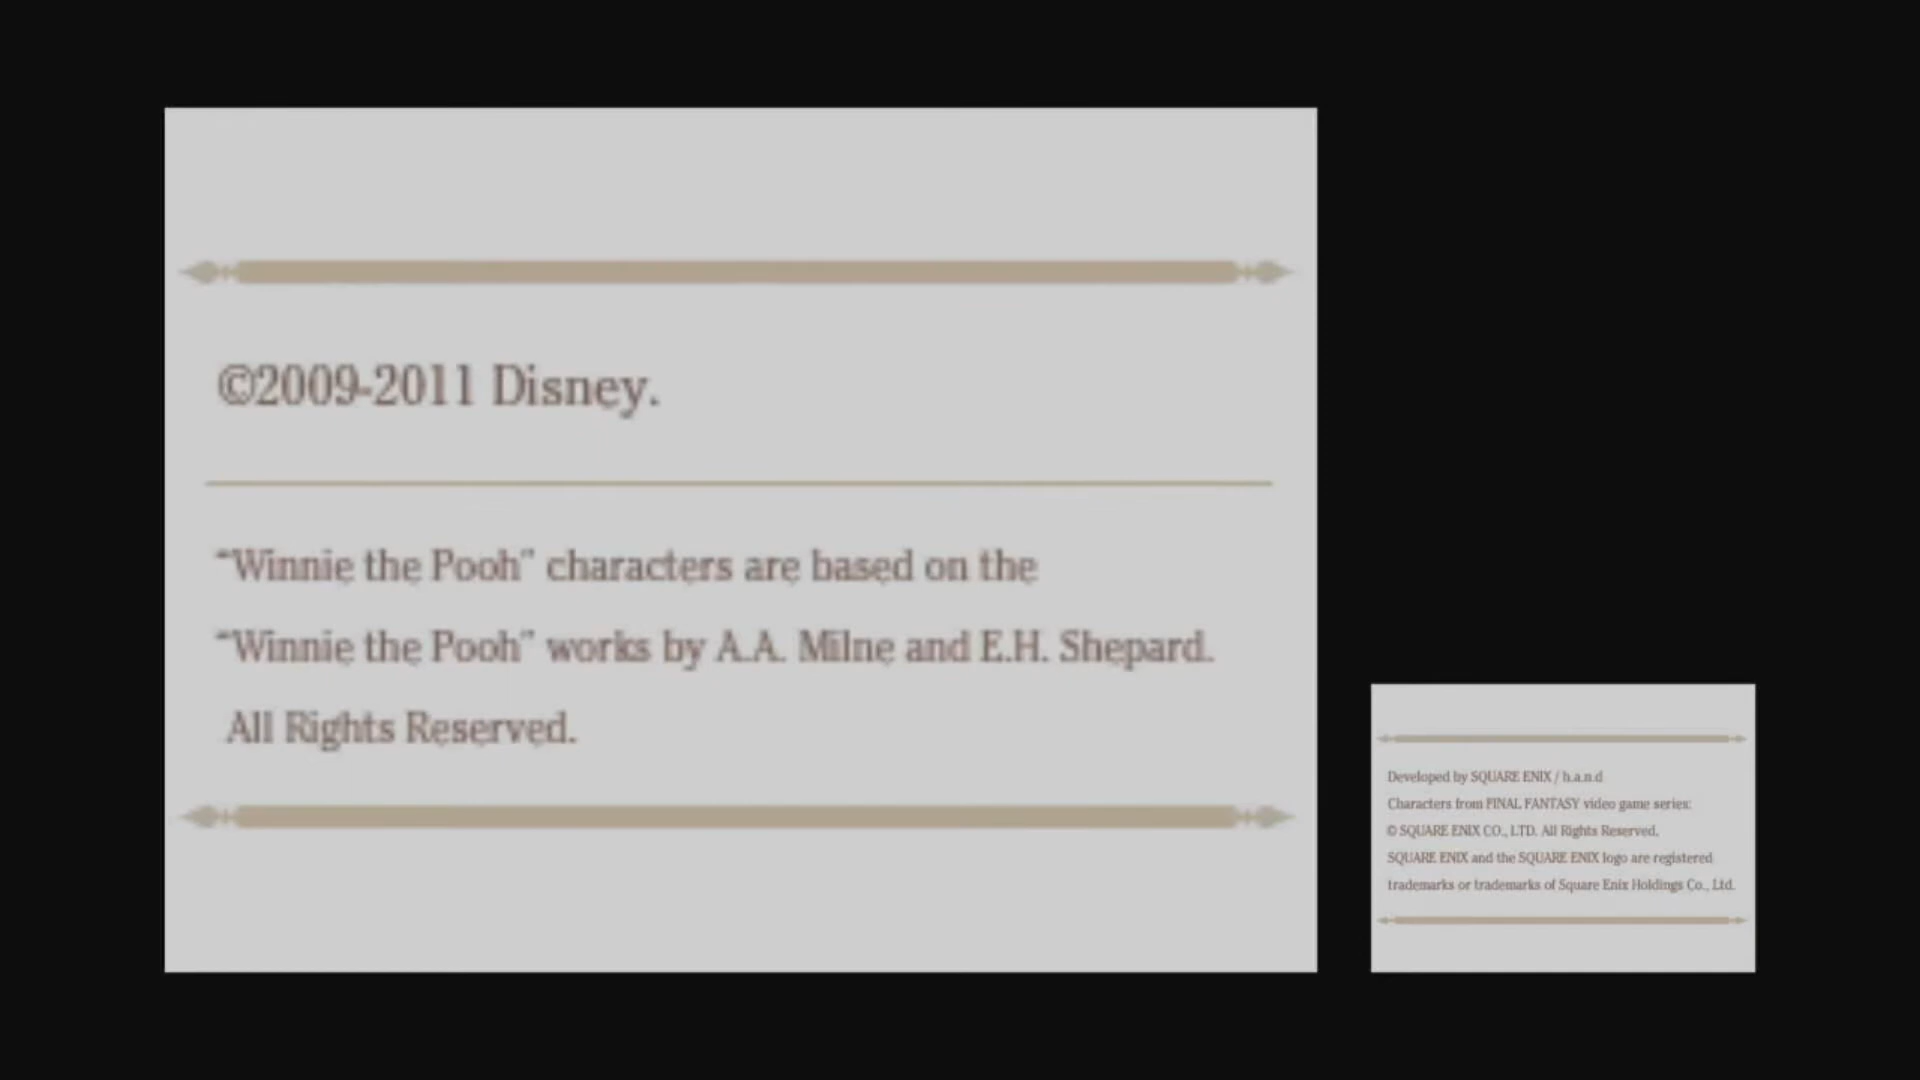 ©2009-2011 Disney.
“Winnie the Pooh” characters are based on the
“Winnie the Pooh” works by A.A. Milne and E.H. Shepard.
All Rights Reserved.
Developed by SQUARE ENIX / h.a.n.d
Characters from FINAL FANTASY video game series:
© SQUARE ENIX CO., LTD. All Rights Reserved.
SQUARE ENIX and the SQUARE ENIX logo are registered
trademarks or trademarks of Square Enix Holdings Co., Ltd.